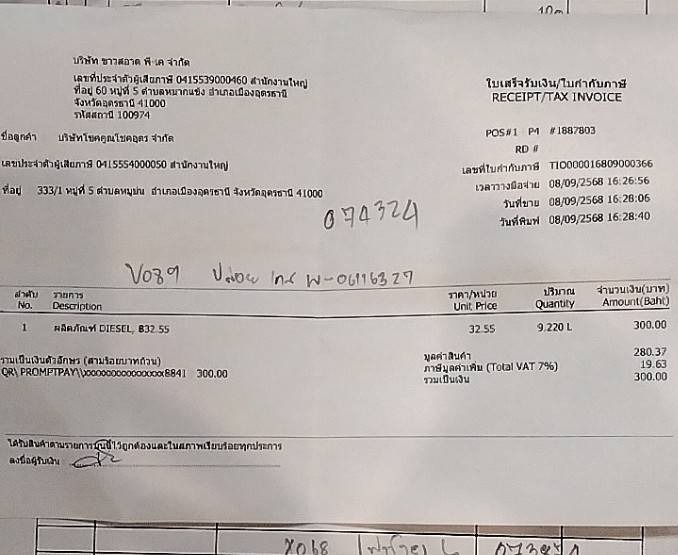 10ต
บริษัท ชาวสอาด พี-เค จำกัด
เลขที่ประจำตัวผู้เสียภาษี 0415539000460 สำนักงานใหญ่
ที่อยู่ 60 หมู่ที่ 5 ตำบลหมากแข้ง อำเภอเมืองอุดรธานี
จังหวัดอุดรธานี 41000
รหัสสถานี 100974
ใบเสร็จรับเงิน/ใบกำกับภาษี
RECEIPT/TAX INVOICE
ชื่อลูกค้า บริษัทโชคคูณโชคอุดร จำกัด
POS#1 P4 #1887803
RD #
เลขประจำตัวผู้เสียภาษี 0415554000050 สำนักงานใหญ่
เลขที่ใบกำกับภาษี TIO000016809000366
เวลาวางมือจ่าย 08/09/2568 16:26:56
ที่อยู่ 333/1 หมู่ที่ 5 ตำบลหมูม่น อำเภอเมืองอุดรธานี จังหวัดอุดรธานี 41000
วันที่ขาย 08/09/2568 16:28:06
วันที่พิมพ์ 08/09/2568 16:28:40
074324
V089 W-06116327
ลำดับ รายการ ราคา/หน่วย ปริมาณ จำนวนเงิน(บาท)
No. Description Unit Price Quantity Amount(Baht)
1 ผลิตภัณฑ์ DIESEL, ฿32.55 32.55 9.220 L 300.00
รวมเป็นเงินตัวอักษร (สามร้อยบาทถ้วน)
QR\ PROMPTPAY\\xxxxxxxxxxxxxxxx8841 300.00
มูลค่าสินค้า 280.37
ภาษีมูลค่าเพิ่ม (Total VAT 7%) 19.63
รวมเป็นเงิน 300.00
ได้รับสินค้าตามรายการนี้ไว้ถูกต้องและในสภาพเรียบร้อยทุกประการ
ลงชื่อผู้รับเงิน
X068